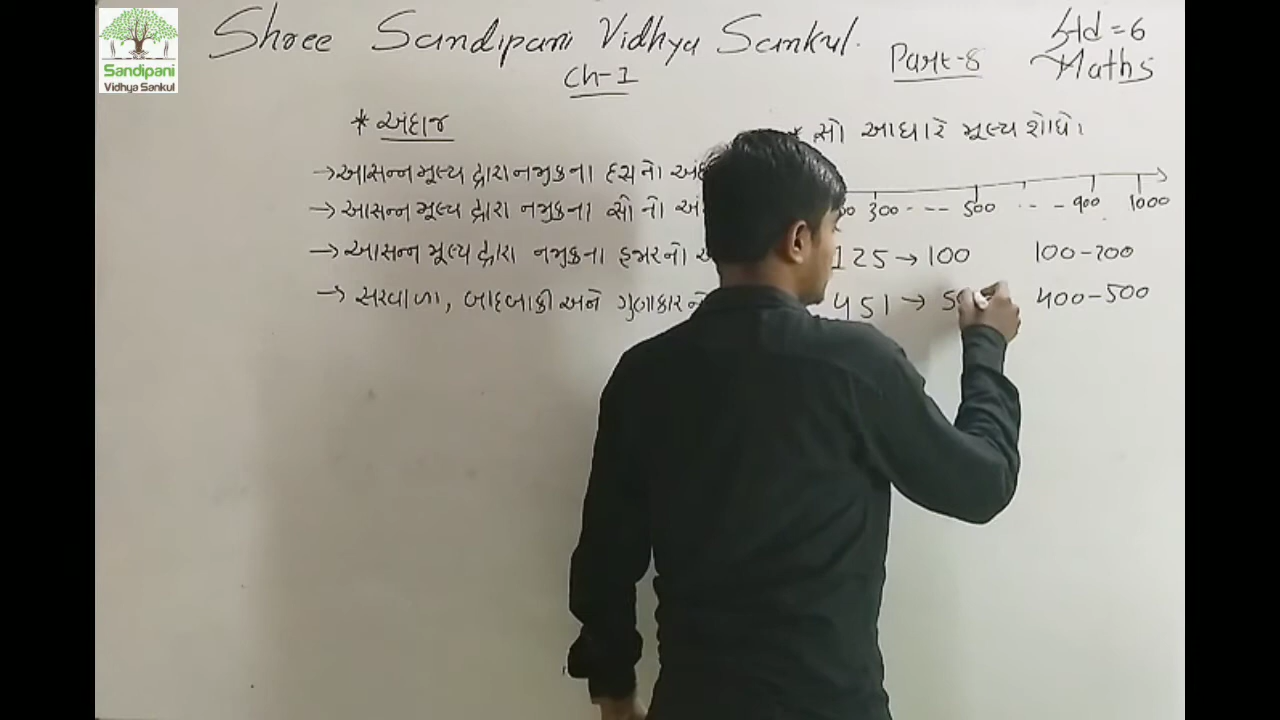 Sandipani
Vidhya Sankul
Shree Sandipani Vidhya Sankul.
Std = 6
Ch-1
Part-8
Maths
* અંદાજ
→ આસન્ન મૂલ્ય દ્વારા નજીકના દસનો
→ આસન્ન મૂલ્ય દ્વારા નજીકના સો નો
→ આસન્ન મૂલ્ય દ્વારા નજીકના હજારનો
→ સરવાળા, બાદબાકી અને ગુણાકારનો
* સો આધારે મૂલ્ય શોધો.
300 - - - - 500 - - - 900 1000
125 → 100 100-200
451 → 400-500